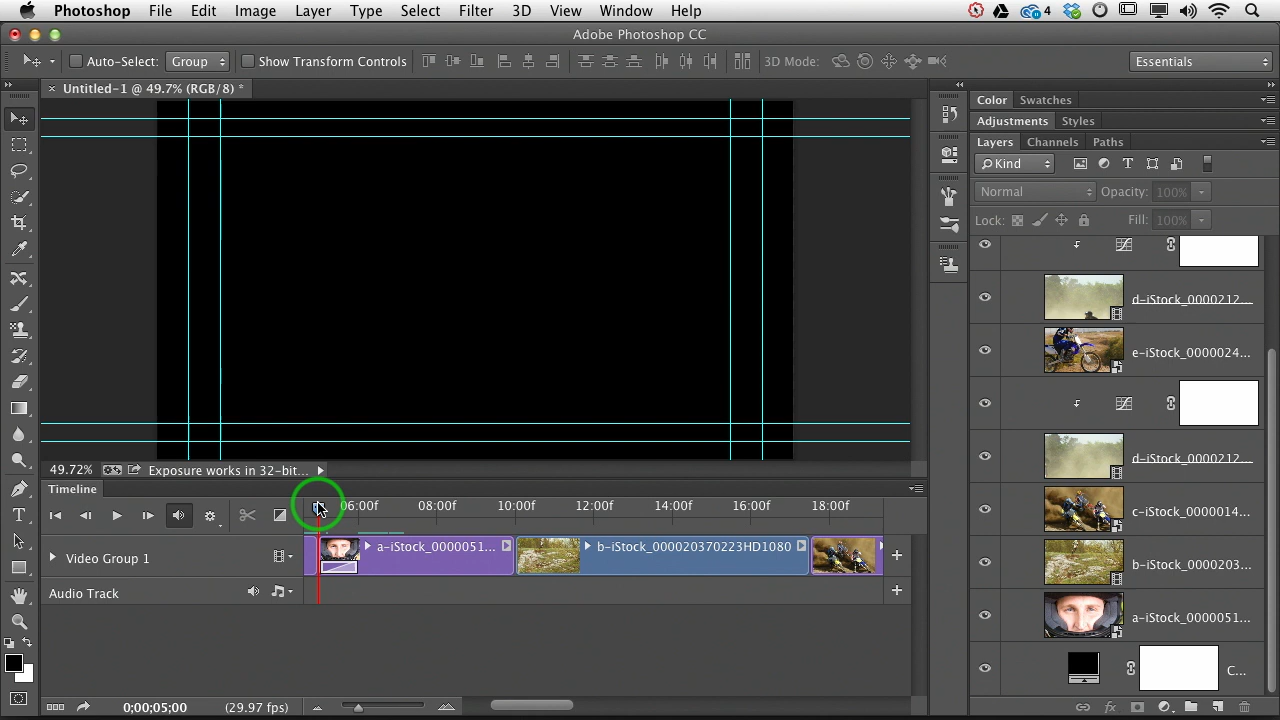 Photoshop File Edit Image Layer Type Select Filter 3D View Window Help 4
Adobe Photoshop CC
Auto-Select: Group Show Transform Controls 3D Mode: Essentials
× Untitled-1 @ 49.7% (RGB/8) *
Color Swatches
Adjustments Styles
Layers Channels Paths
Kind
Normal Opacity: 100%
Lock: Fill: 100%
d-iStock_0000212...
e-iStock_0000024...
d-iStock_0000212...
c-iStock_0000014...
b-iStock_0000203...
a-iStock_0000051...
C...
49.72% Exposure works in 32-bit...
Timeline
06:00f 08:00f 10:00f 12:00f 14:00f 16:00f 18:00f
Video Group 1 a-iStock_0000051... b-iStock_000020370223HD1080
Audio Track
0;00;05;00 (29.97 fps)